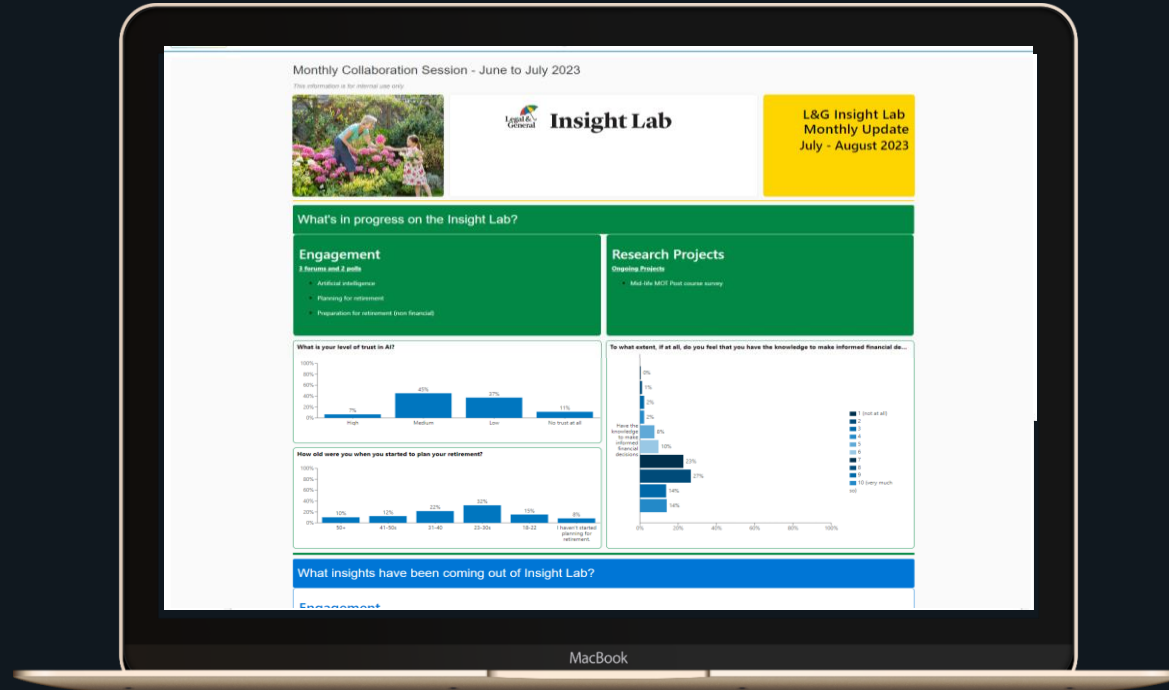 Monthly Collaboration Session - June to July 2023
This information is for internal use only
Legal &
General
Insight Lab
L&G Insight Lab
Monthly Update
July - August 2023
What's in progress on the Insight Lab?
Engagement
3 forums and 2 polls
Artificial intelligence
Planning for retirement
Preparation for retirement (non financial)
Research Projects
Ongoing Projects
Mid-life MOT Post course survey
What is your level of trust in AI?
100%
80%
60%
40%
20%
0%
7%
45%
37%
11%
High
Medium
Low
No trust at all
How old were you when you started to plan your retirement?
100%
80%
60%
40%
20%
0%
10%
12%
22%
32%
15%
8%
50+
41-50s
31-40
23-30s
18-22
I haven't started
planning for
retirement.
To what extent, if at all, do you feel that you have the knowledge to make informed financial de...
Have the
knowledge
to make
informed
financial
decisions
0%
1%
2%
2%
8%
10%
23%
27%
14%
14%
0%
20%
40%
60%
80%
100%
1 (not at all)
2
3
4
5
6
7
8
9
10 (very much
so)
What insights have been coming out of Insight Lab?
Engagement
MacBook